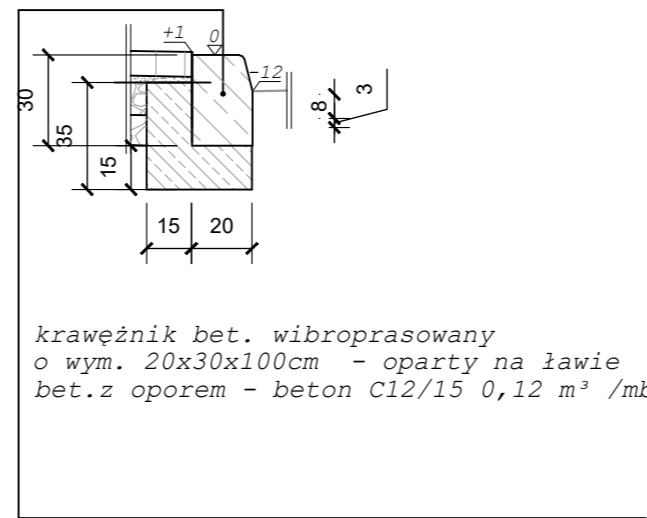 +1 0
-12
30
35
15
8
3
15 20
krawężnik bet. wibroprasowany
o wym. 20x30x100cm - oparty na ławie
bet.z oporem - beton C12/15 0,12 m³ /mb